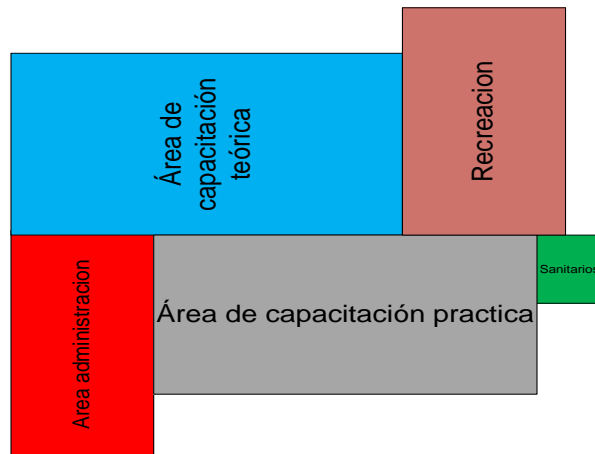 Área de
capacitación
teórica
Recreacion
Area administracion
Área de capacitación practica
Sanitarios